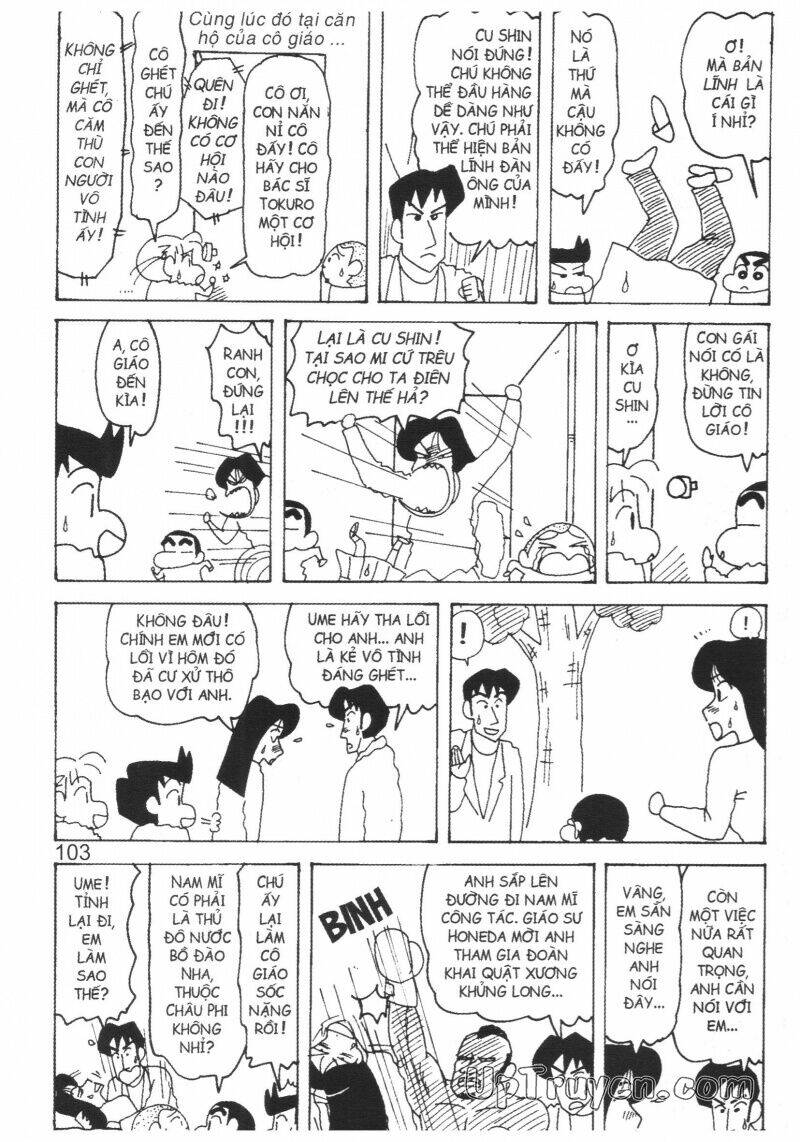 Ơ!
MÀ BẢN
LĨNH LÀ
CÁI GÌ
Í NHỈ?
NÓ
LÀ
THỨ
MÀ
CẬU
KHÔNG
CÓ
ĐẤY!
CU SHIN
NÓI ĐÚNG!
CHÚ KHÔNG
THỂ ĐẦU HÀNG
DỄ DÀNG NHƯ
VẬY. CHÚ PHẢI
THỂ HIỆN BẢN
LĨNH ĐÀN
ÔNG CỦA
MÌNH!
Cùng lúc đó tại căn
hộ của cô giáo ...
CÔ ƠI,
CON NĂN
NỈ CÔ
ĐẤY! CÔ
HÃY CHO
BÁC SĨ
TOKURO
MỘT CƠ
HỘI!
QUÊN
ĐI!
KHÔNG
CÓ CƠ
HỘI
NÀO
ĐÂU!
CÔ
GHÉT
CHÚ
ẤY
ĐẾN
THẾ
SAO?
KHÔNG
CHỈ
GHÉT,
MÀ CÔ
CĂM
THÙ
CON
NGƯỜI
VÔ
TÌNH
ẤY!
CON GÁI
NÓI CÓ LÀ
KHÔNG,
ĐỪNG TIN
LỜI CÔ
GIÁO!
Ơ
KÌA
CU
SHIN
...
LẠI LÀ CU SHIN!
TẠI SAO MI CỨ TRÊU
CHỌC CHO TA ĐIÊN
LÊN THẾ HẢ?
RANH
CON,
ĐỨNG
LẠI
!!!
A, CÔ
GIÁO
ĐẾN
KÌA!
!
!
UME HÃY THA LỖI
CHO ANH... ANH
LÀ KẺ VÔ TÌNH
ĐÁNG GHÉT...
KHÔNG ĐÂU!
CHÍNH EM MỚI CÓ
LỖI VÌ HÔM ĐÓ
ĐÃ CƯ XỬ THÔ
BẠO VỚI ANH.
103
CÒN
MỘT VIỆC
NỮA RẤT
QUAN
TRỌNG,
ANH CẦN
NÓI VỚI
EM...
VÂNG,
EM SẴN
SÀNG
NGHE
ANH
NÓI
ĐÂY...
ANH SẮP LÊN
ĐƯỜNG ĐI NAM MĨ
CÔNG TÁC. GIÁO SƯ
HONEDA MỜI ANH
THAM GIA ĐOÀN
KHAI QUẬT XƯƠNG
KHỦNG LONG...
BINH
CHÚ
ẤY LẠI
LÀM
CÔ
GIÁO
SỐC
NẶNG
RỒI!
NAM MĨ
CÓ PHẢI
LÀ THỦ
ĐÔ NƯỚC
BỒ ĐÀO
NHA,
THUỘC
CHÂU PHI
KHÔNG
NHỈ?
UME!
TỈNH
LẠI ĐI,
EM
LÀM
SAO
THẾ?
UpTruyen.com